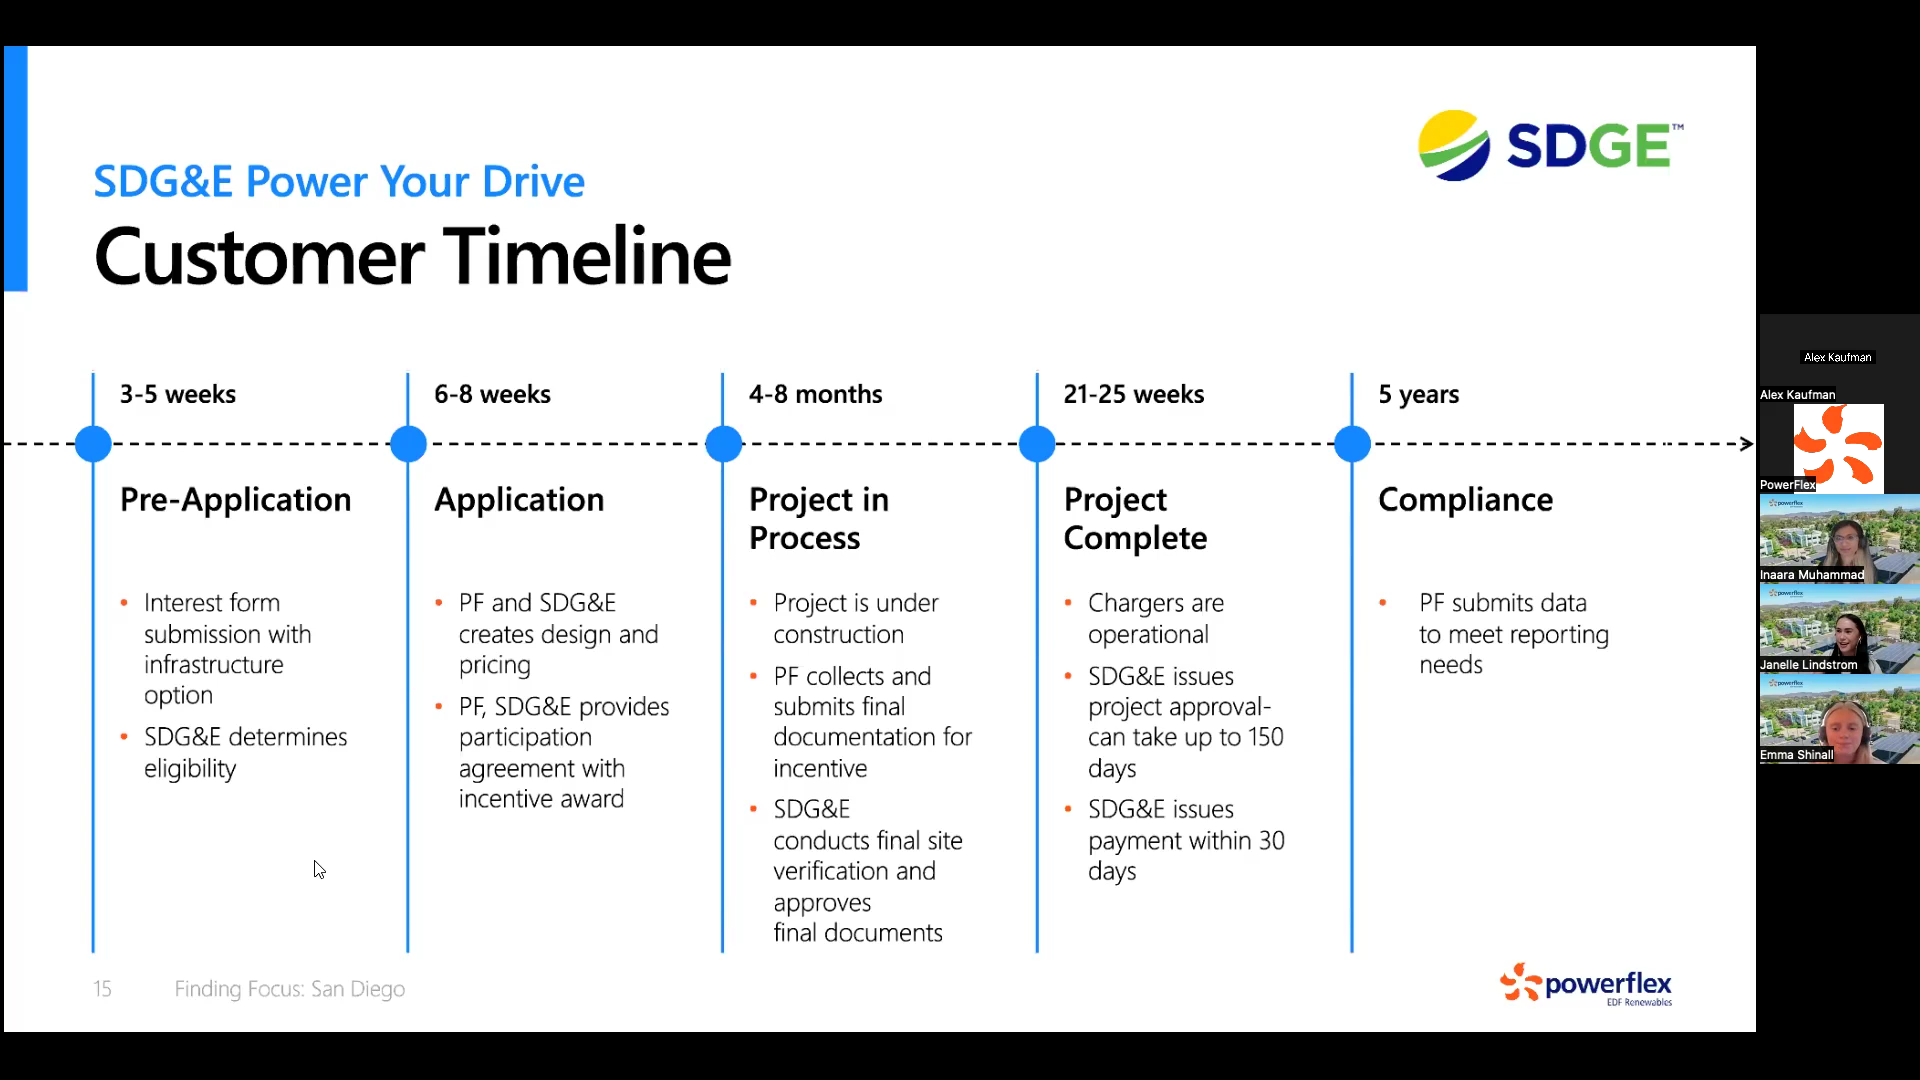 SDGE™
SDG&E Power Your Drive
Customer Timeline
3-5 weeks
Pre-Application
• Interest form
submission with
infrastructure
option
• SDG&E determines
eligibility
6-8 weeks
Application
• PF and SDG&E
creates design and
pricing
• PF, SDG&E provides
participation
agreement with
incentive award
4-8 months
Project in
Process
• Project is under
construction
• PF collects and
submits final
documentation for
incentive
• SDG&E
conducts final site
verification and
approves
final documents
21-25 weeks
Project
Complete
• Chargers are
operational
• SDG&E issues
project approval-
can take up to 150
days
• SDG&E issues
payment within 30
days
5 years
Compliance
• PF submits data
to meet reporting
needs
15
Finding Focus: San Diego
powerflex
EDF Renewables
Alex Kaufman
Alex Kaufman
PowerFlex
powerflex
Inaara Muhammad
powerflex
Janelle Lindstrom
powerflex
Emma Shinall